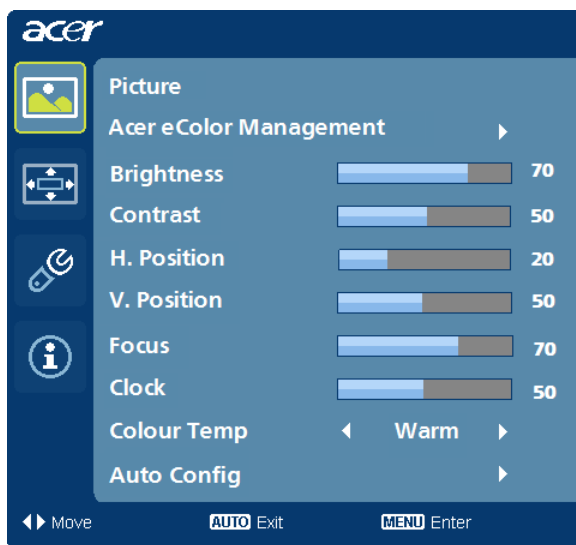 acer
Picture
Acer eColor Management
Brightness 70
Contrast 50
H. Position 20
V. Position 50
Focus 70
Clock 50
Colour Temp Warm
Auto Config
Move AUTO Exit MENU Enter